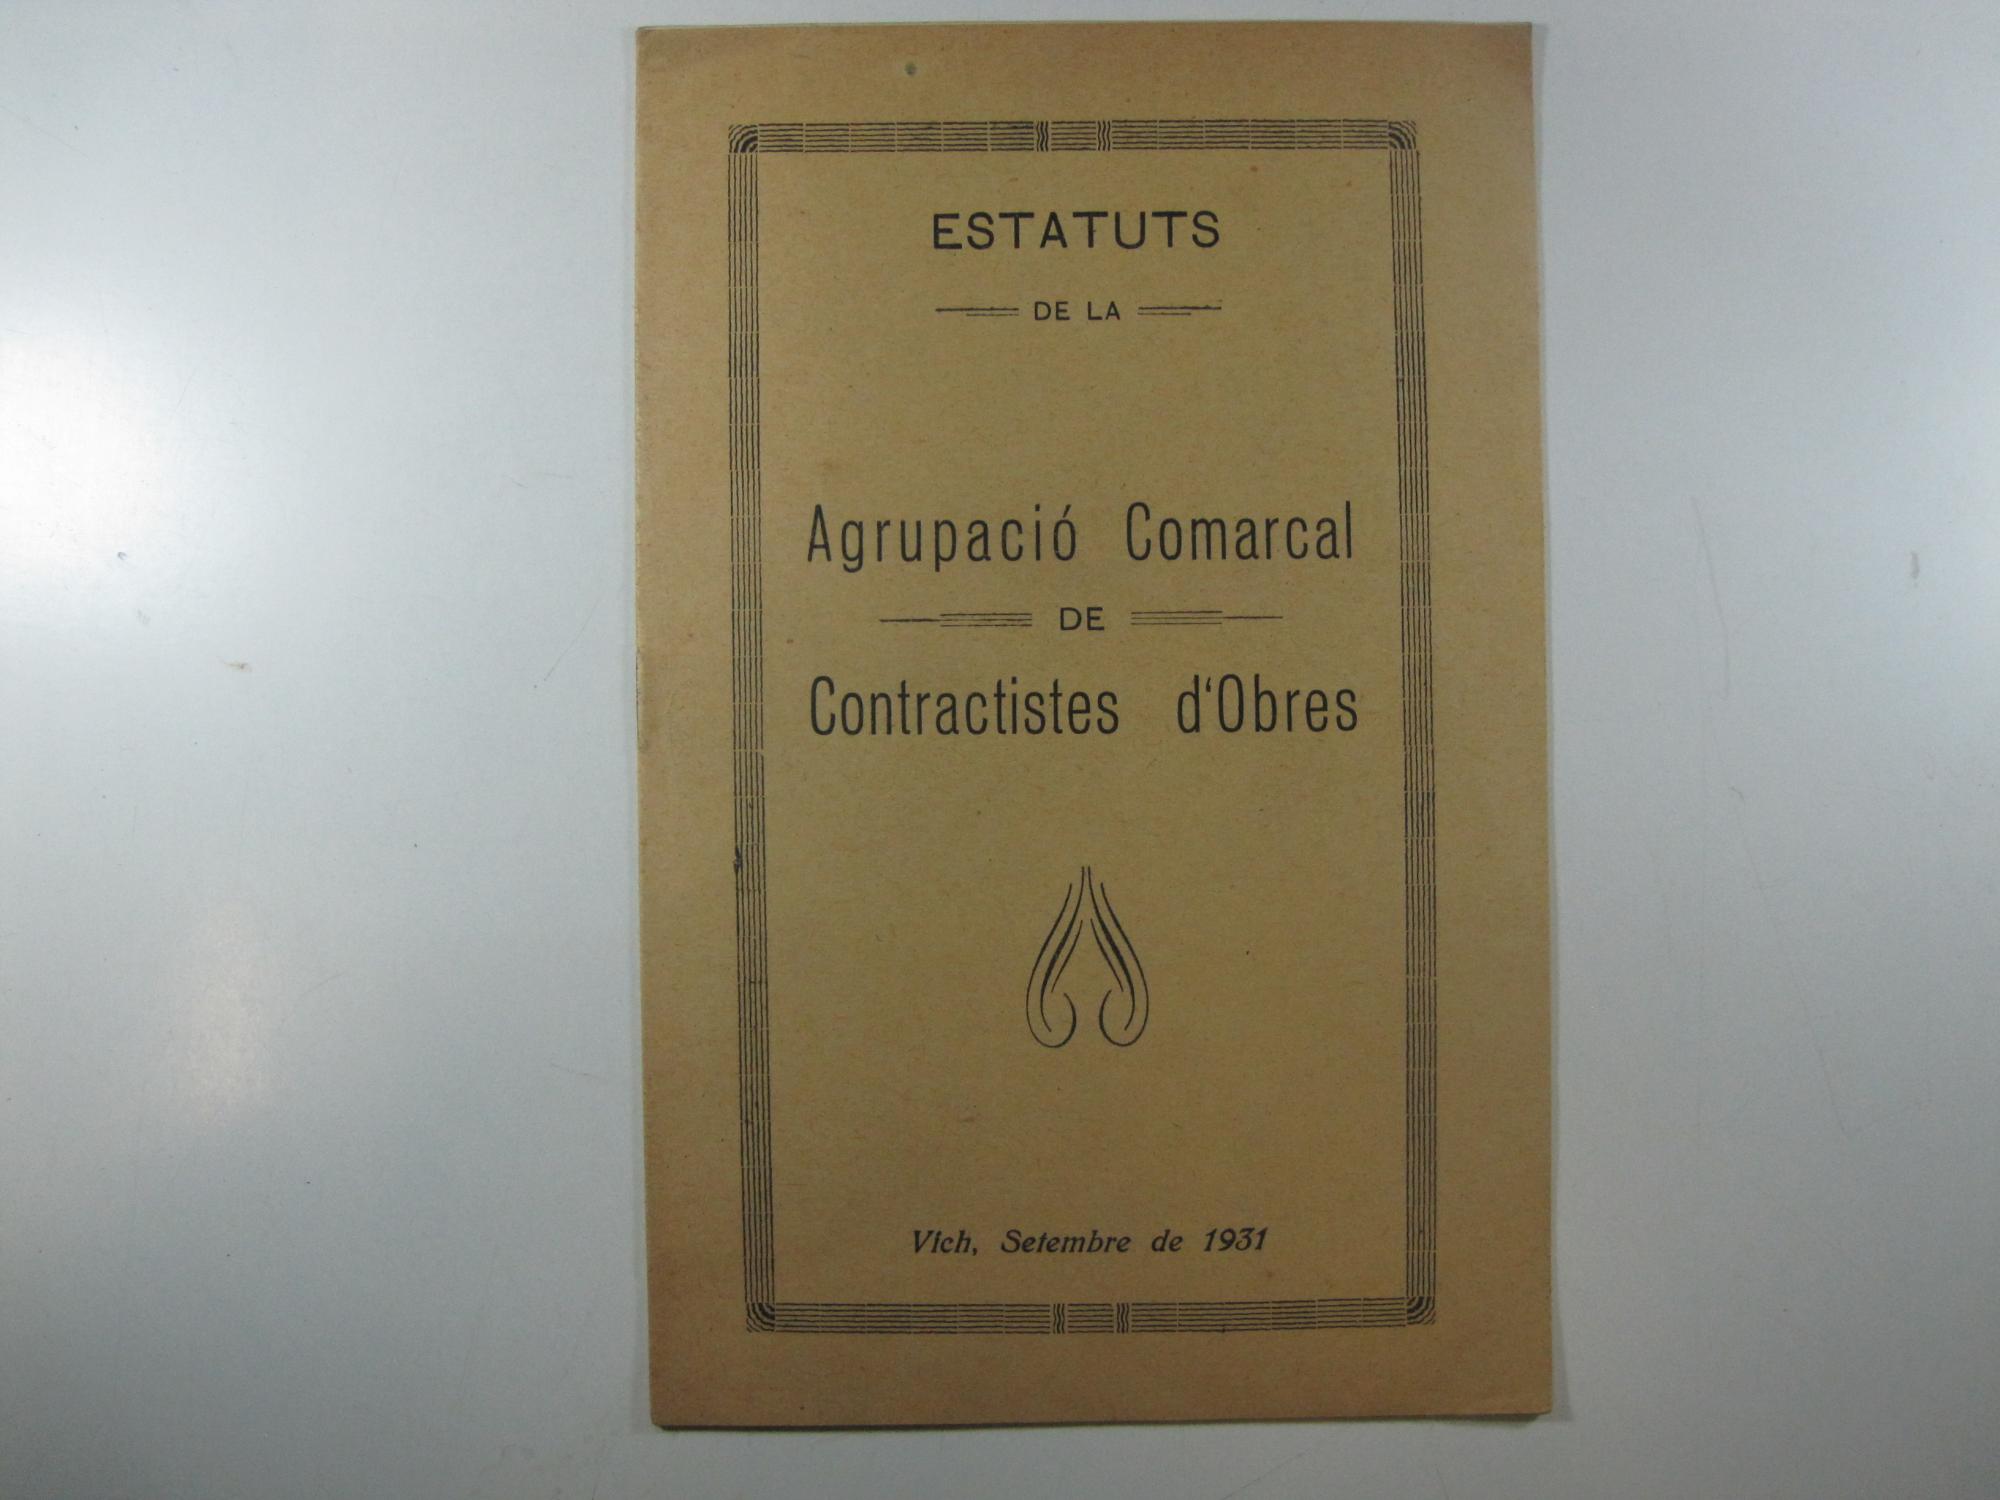 ESTATUTS
DE LA
Agrupació Comarcal
DE
Contractistes d‘Obres
Vich, Setembre de 1931